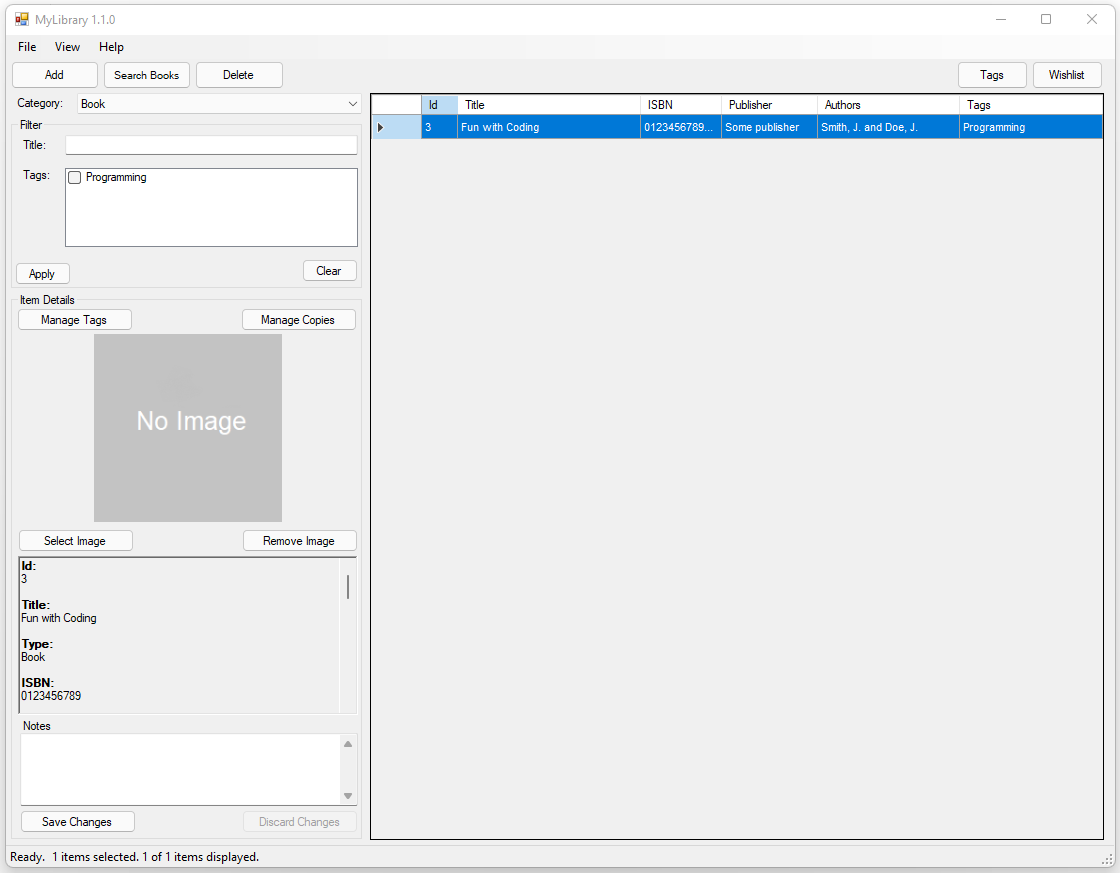 MyLibrary 1.1.0
File View Help
Add Search Books Delete Tags Wishlist
Category: Book
Id Title ISBN Publisher Authors Tags
3 Fun with Coding 0123456789... Some publisher Smith, J. and Doe, J. Programming
Filter
Title:
Tags: Programming
Apply Clear
Item Details
Manage Tags Manage Copies
No Image
Select Image Remove Image
Id:
3
Title:
Fun with Coding
Type:
Book
ISBN:
0123456789
Notes
Save Changes Discard Changes
Ready. 1 items selected. 1 of 1 items displayed.